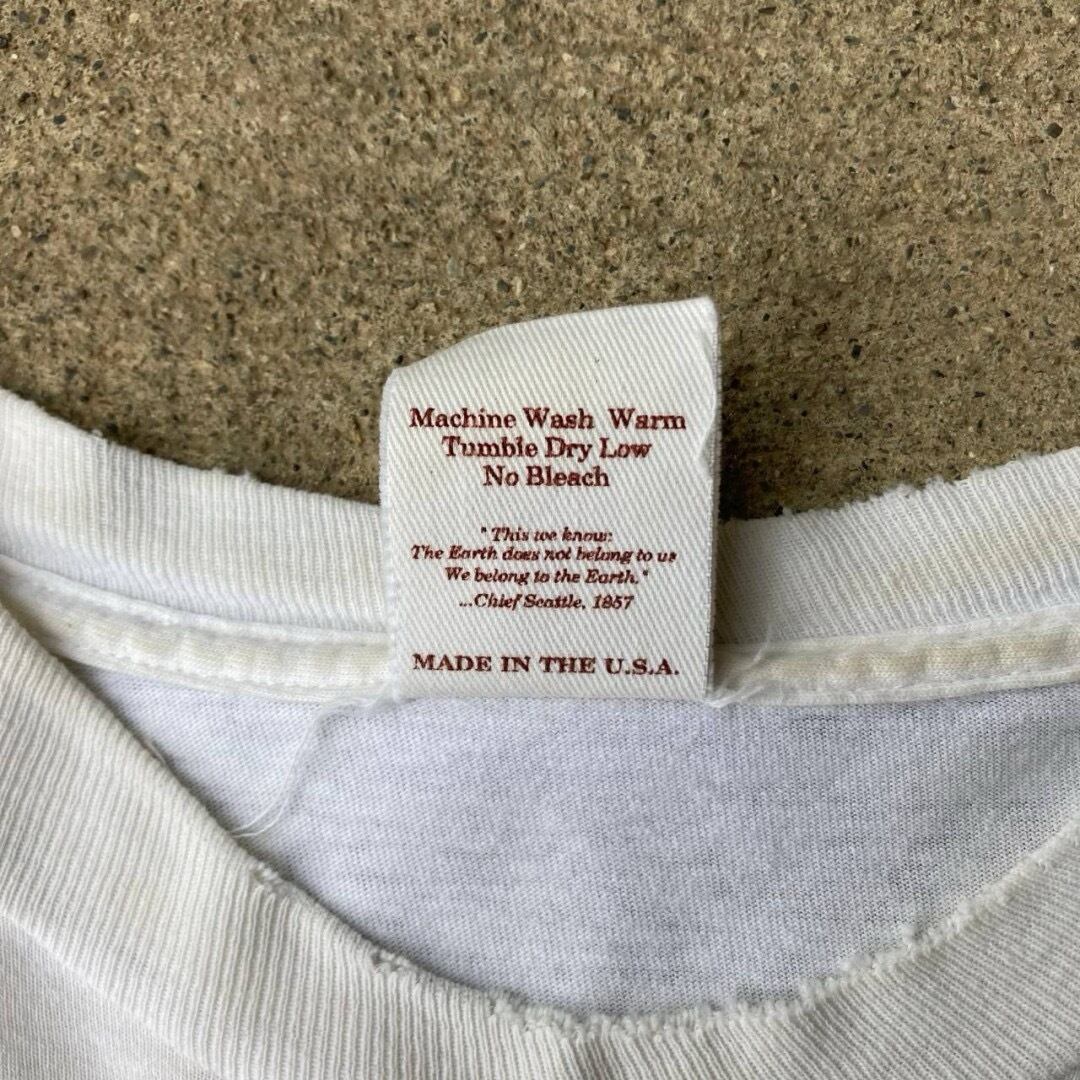 Machine Wash Warm
Tumble Dry Low
No Bleach
"This we know:
The Earth does not belong to us
We belong to the Earth."
...Chief Seattle, 1857
MADE IN THE U.S.A.